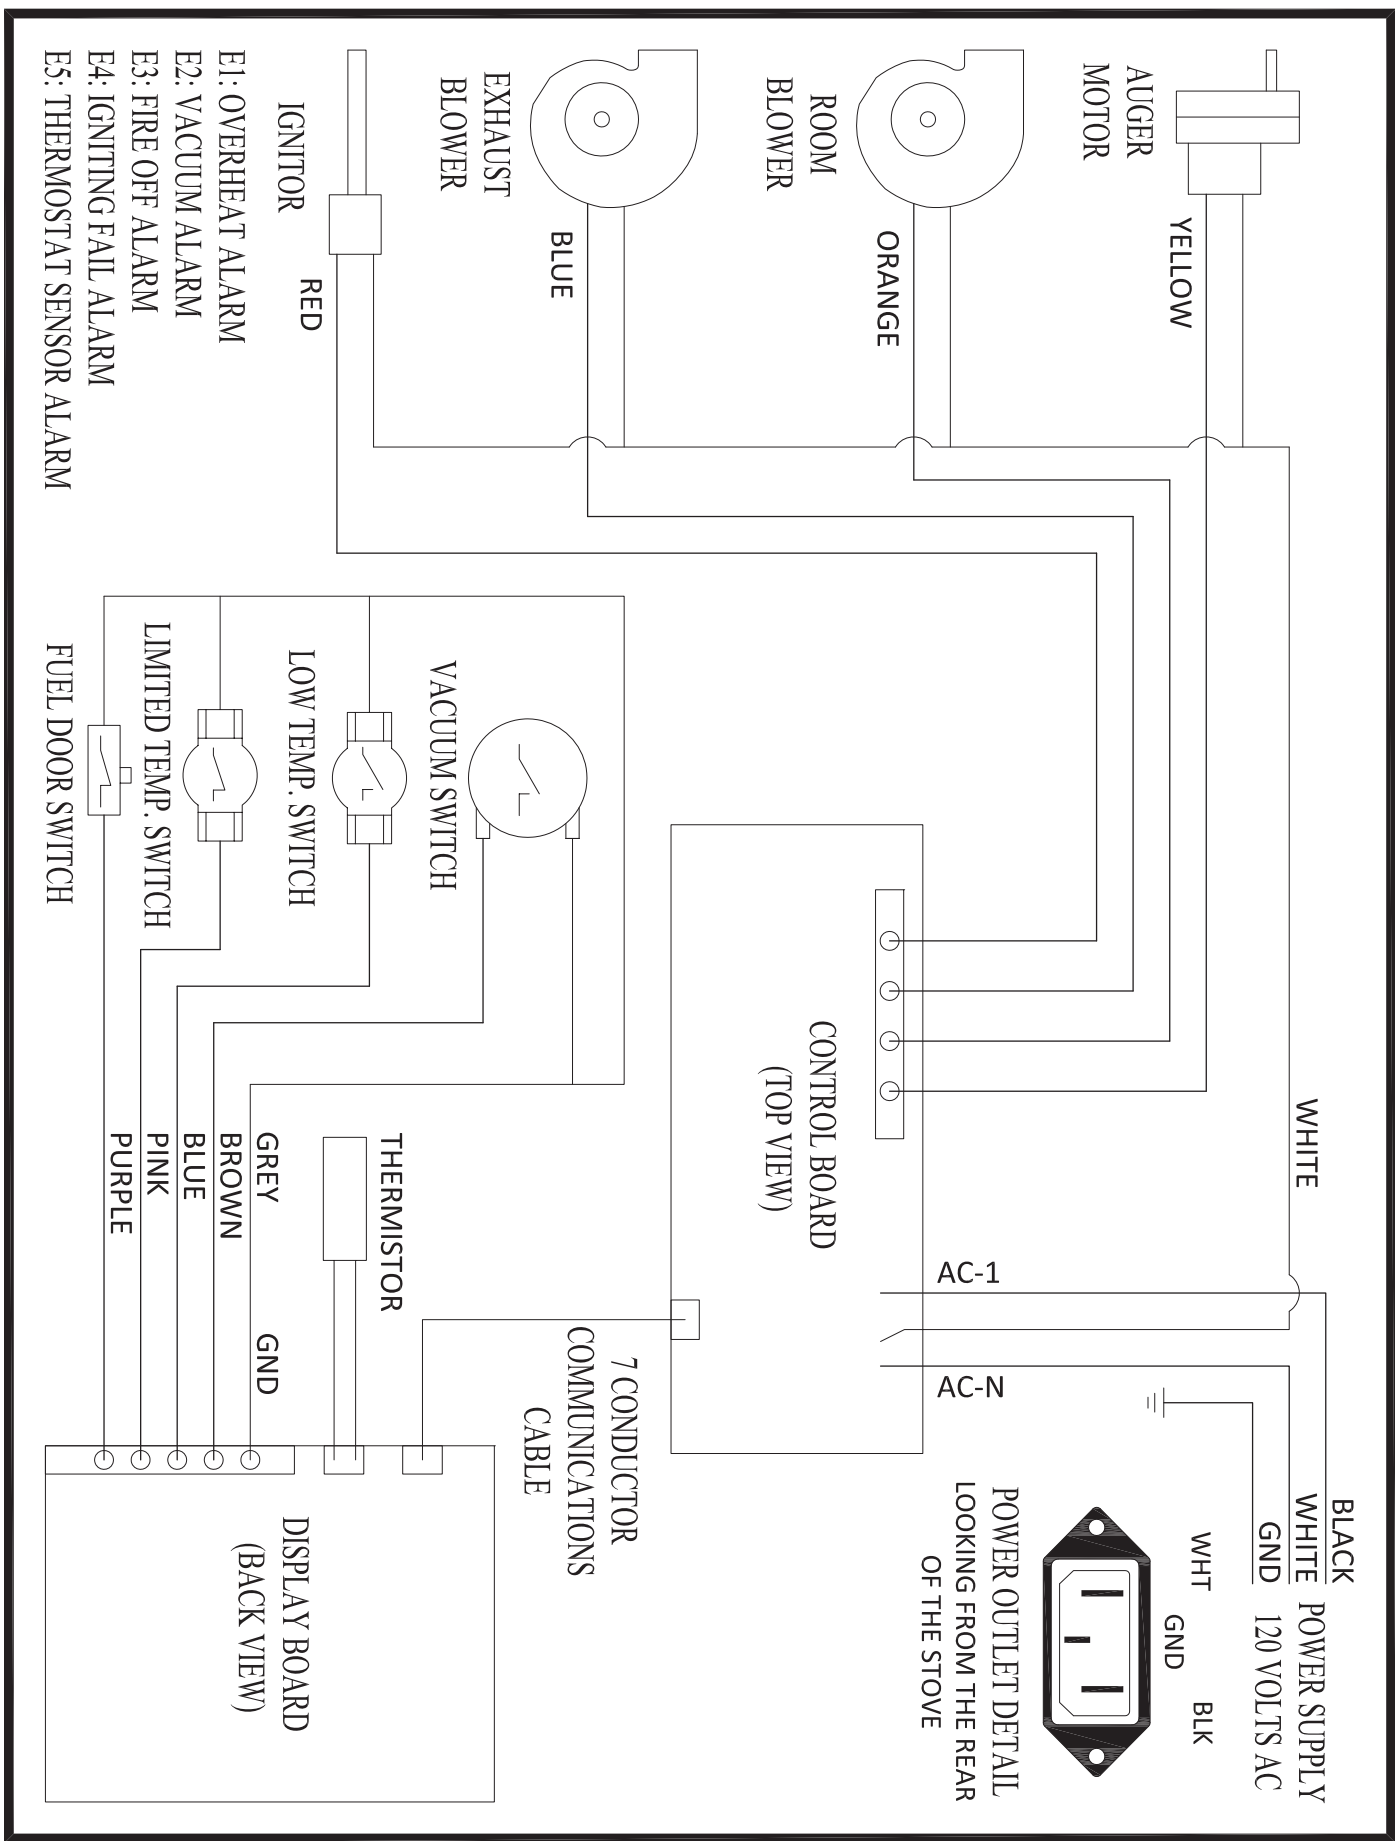 AUGER
MOTOR
YELLOW
ROOM
BLOWER
ORANGE
EXHAUST
BLOWER
BLUE
IGNITOR
RED
E1: OVERHEAT ALARM
E2: VACUUM ALARM
E3: FIRE OFF ALARM
E4: IGNITING FAIL ALARM
E5: THERMOSTAT SENSOR ALARM
VACUUM SWITCH
LOW TEMP. SWITCH
LIMITED TEMP. SWITCH
FUEL DOOR SWITCH
WHITE
CONTROL BOARD
(TOP VIEW)
AC-1
AC-N
THERMISTOR
GREY
GND
BROWN
BLUE
PINK
PURPLE
7 CONDUCTOR
COMMUNICATIONS
CABLE
DISPLAY BOARD
(BACK VIEW)
BLACK
WHITE
GND
POWER SUPPLY
120 VOLTS AC
WHT
GND
BLK
POWER OUTLET DETAIL
LOOKING FROM THE REAR
OF THE STOVE